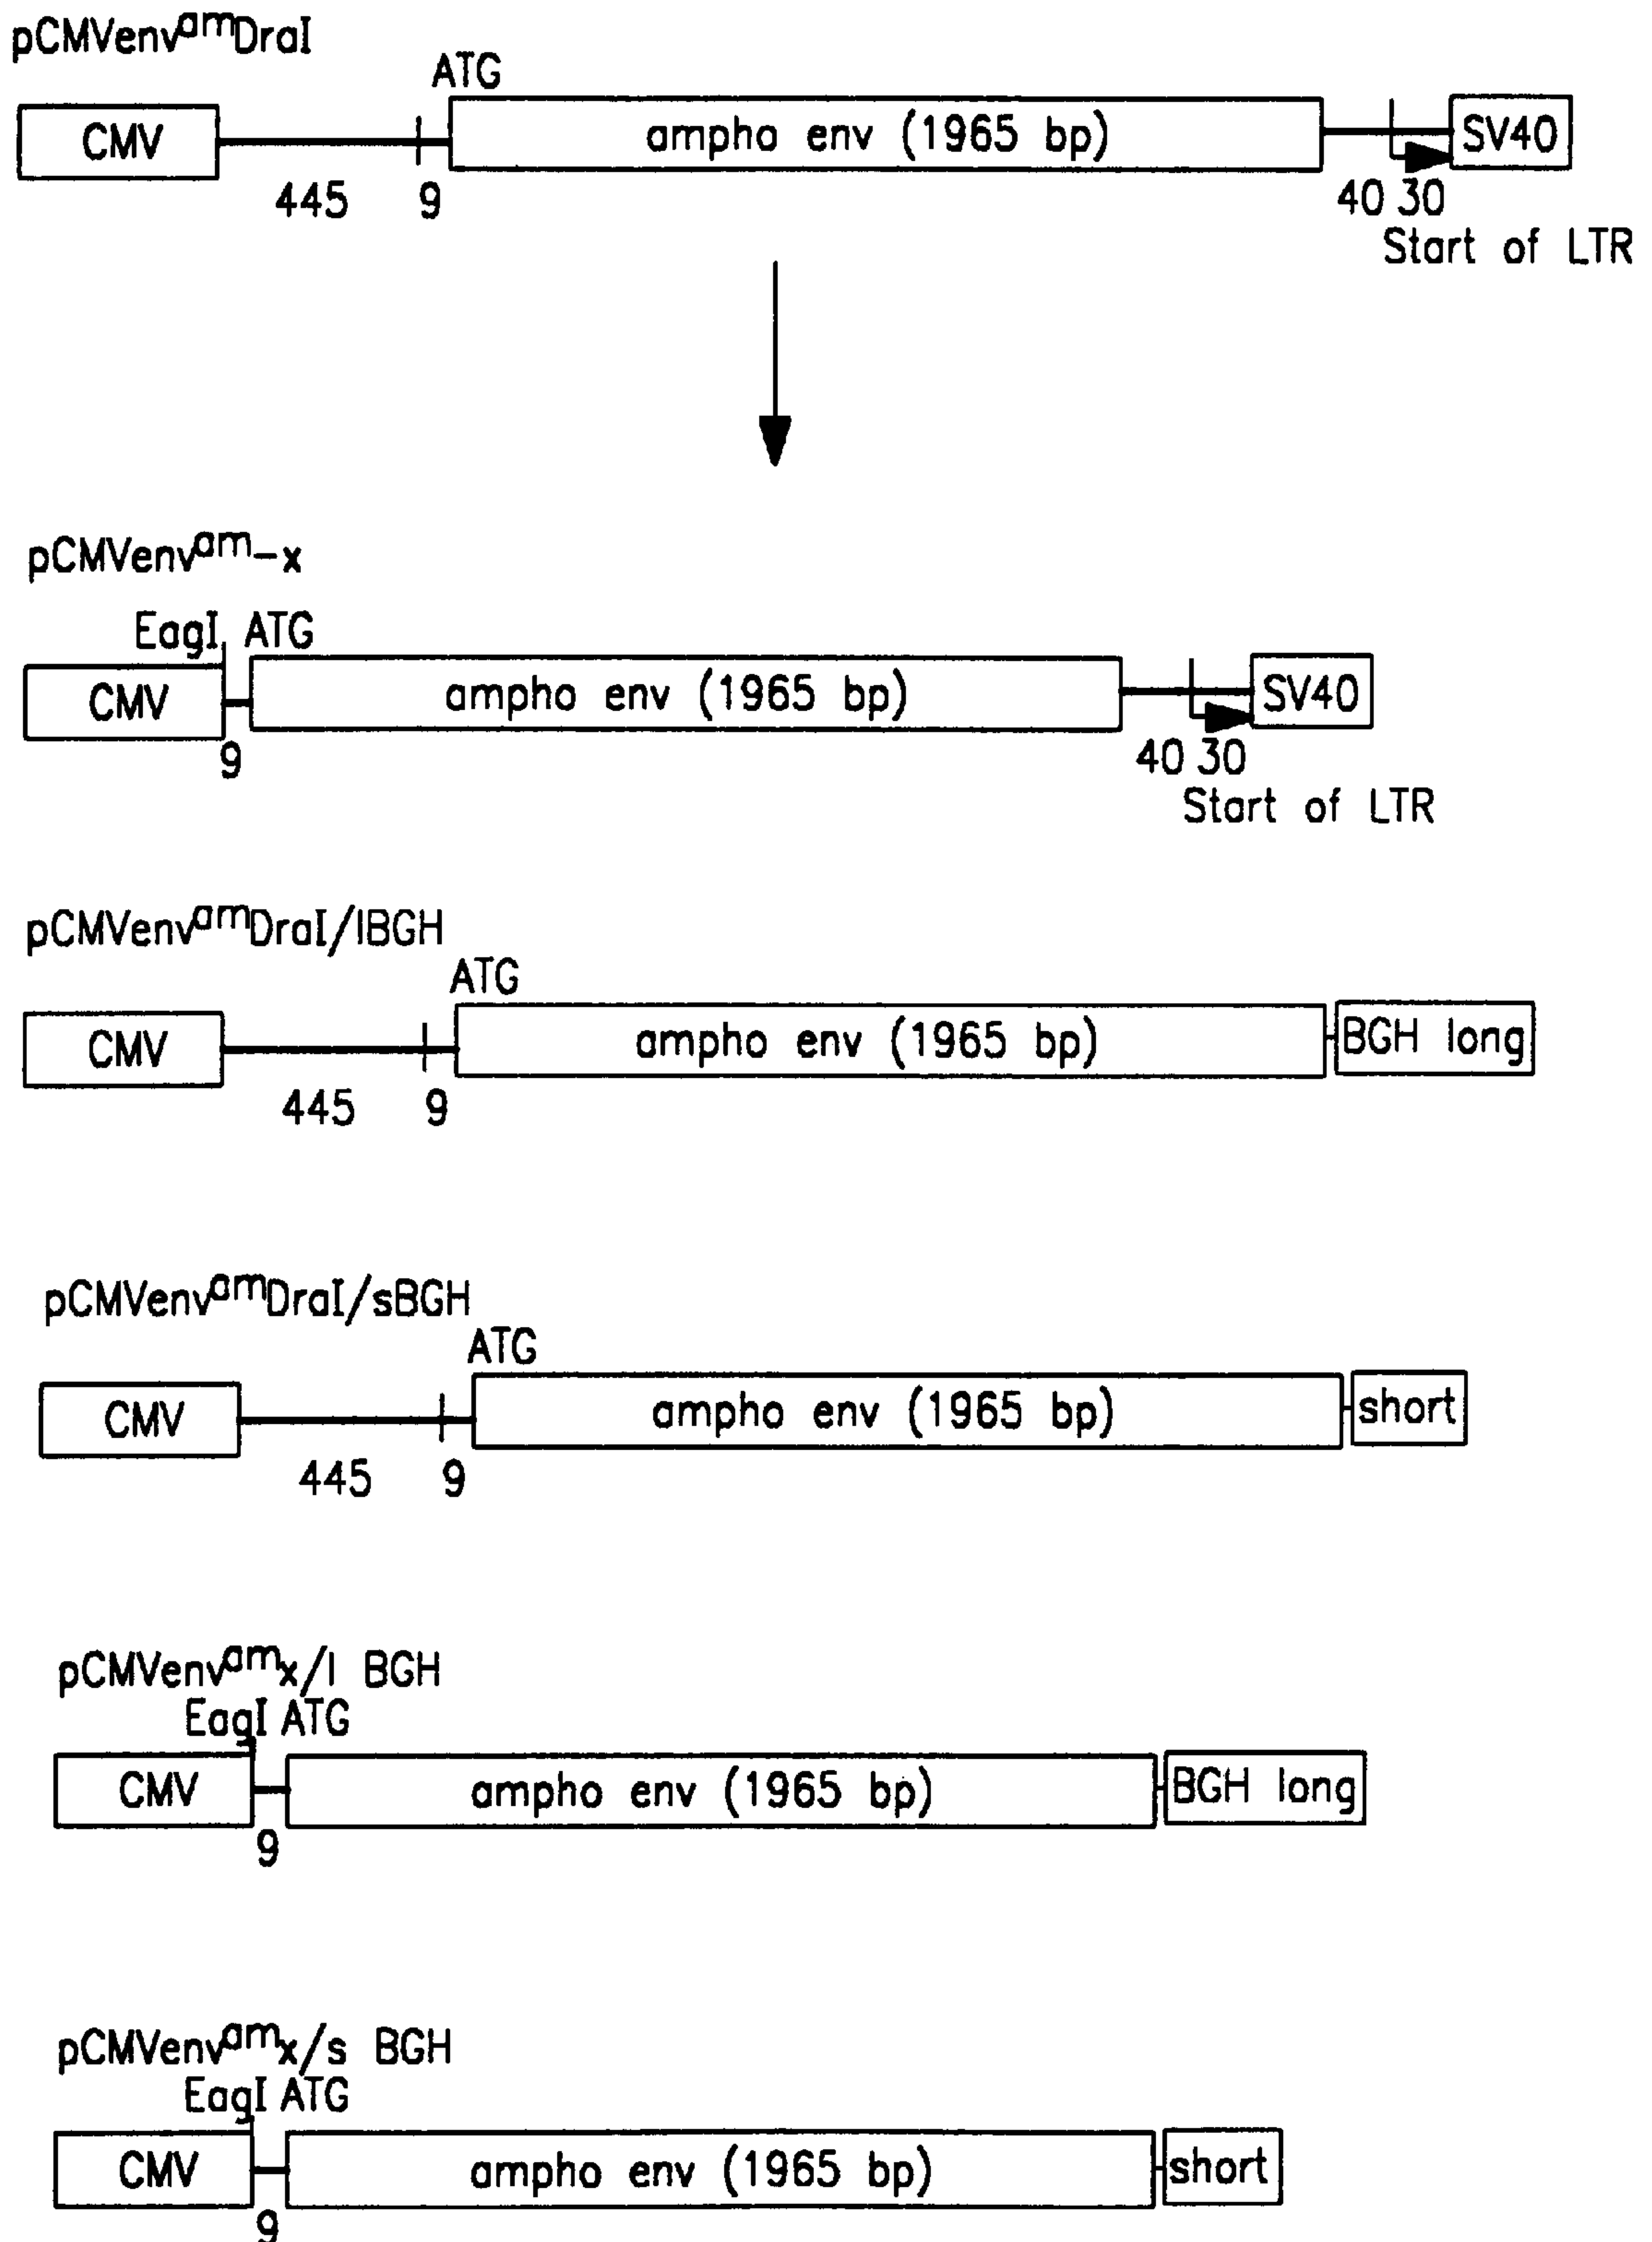 pCMVenvamDraI
ATG
CMV ampho env (1965 bp) SV40
445 9 40 30
Start of LTR
pCMVenvam-x
EagI ATG
CMV ampho env (1965 bp) SV40
9 40 30
Start of LTR
pCMVenvamDraI/lBGH
ATG
CMV ampho env (1965 bp) BGH long
445 9
pCMVenvamDraI/sBGH
ATG
CMV ampho env (1965 bp) short
445 9
pCMVenvamx/l BGH
EagI ATG
CMV ampho env (1965 bp) BGH long
9
pCMVenvamx/s BGH
EagI ATG
CMV ampho env (1965 bp) short
9